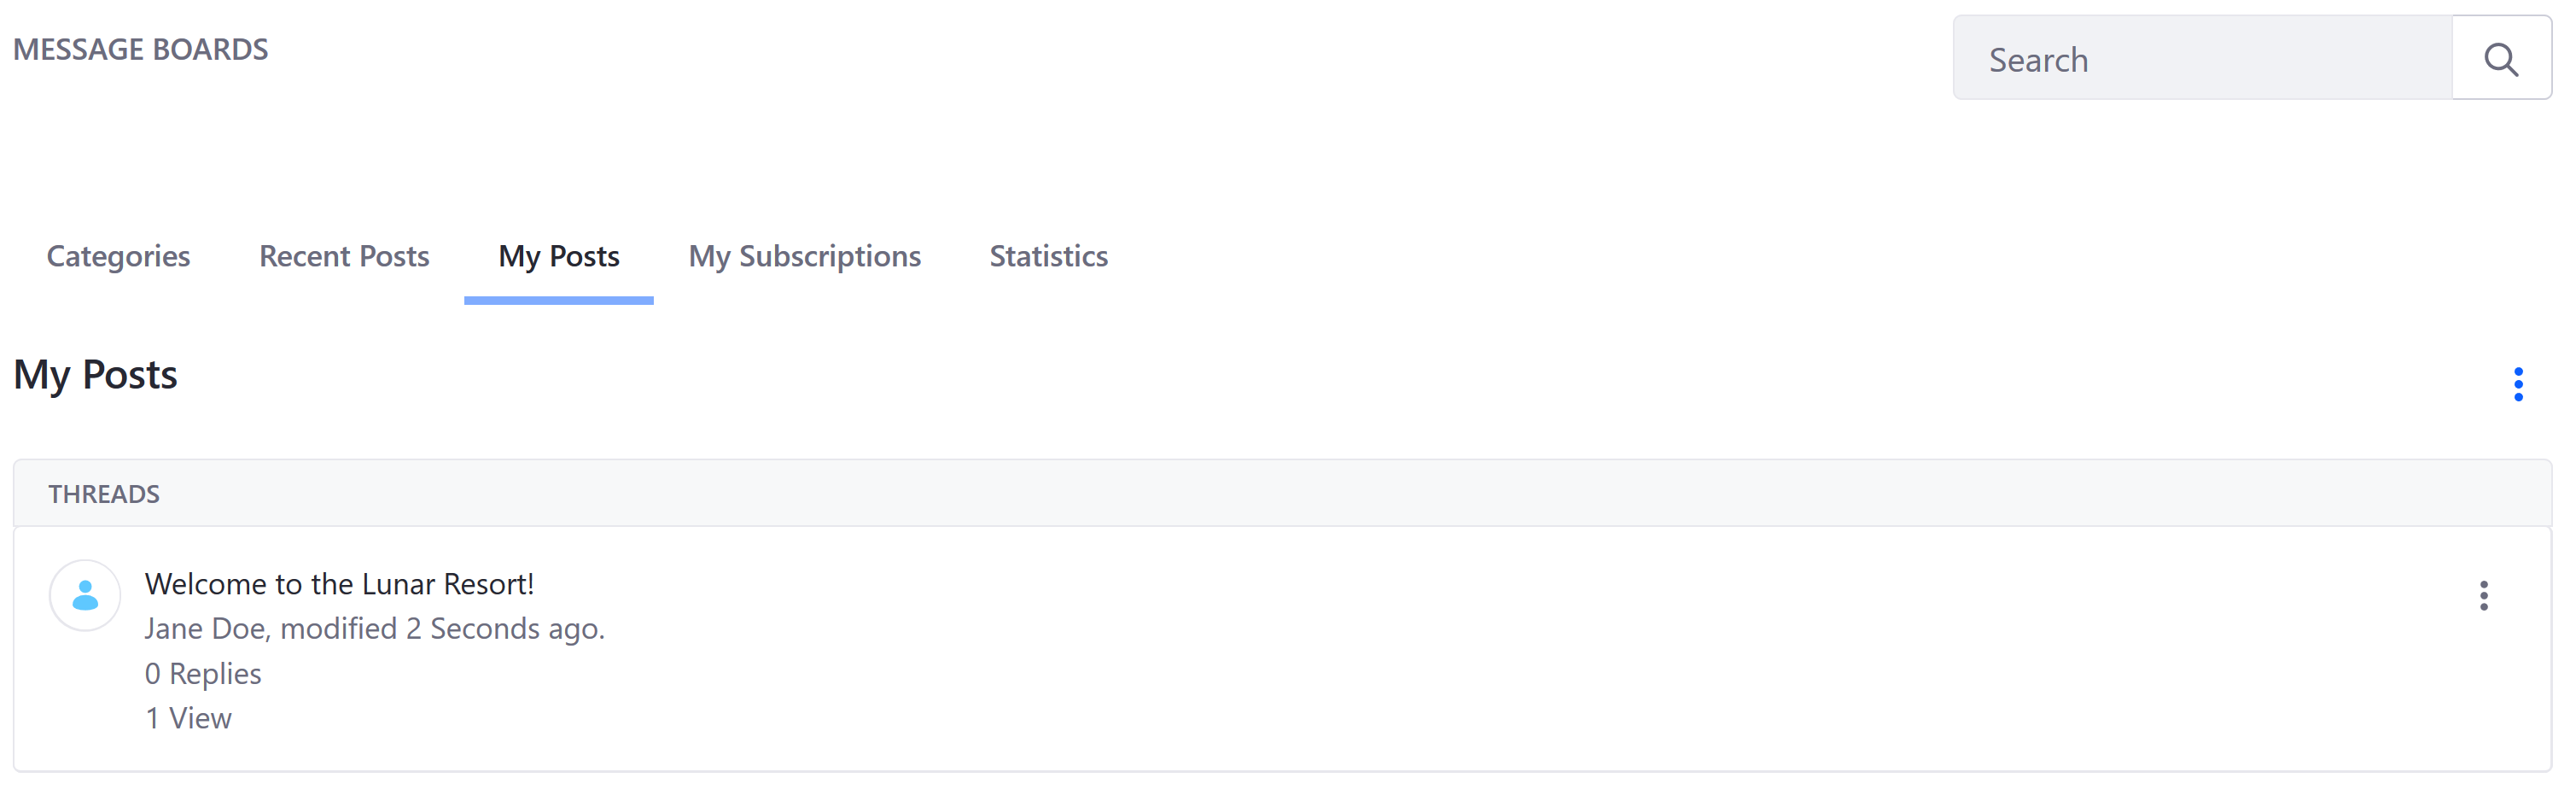 MESSAGE BOARDS
Search
Categories
Recent Posts
My Posts
My Subscriptions
Statistics
My Posts
THREADS
Welcome to the Lunar Resort!
Jane Doe, modified 2 Seconds ago.
0 Replies
1 View